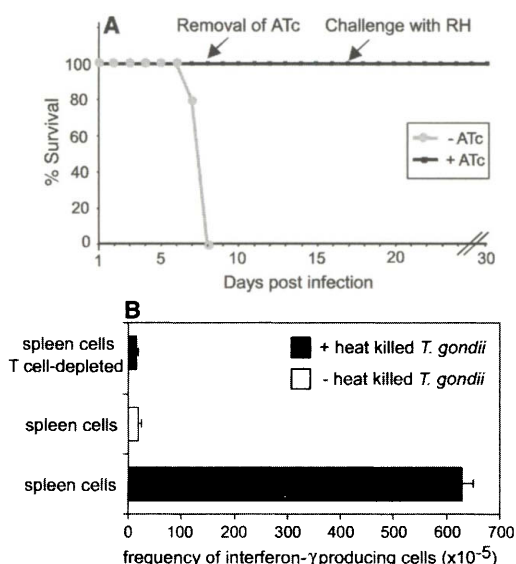 A
Removal of ATc
Challenge with RH
% Survival
100
80
60
40
20
0
- ATc
+ ATc
1 5 10 15 20 30
Days post infection
B
spleen cells
T cell-depleted
spleen cells
spleen cells
+ heat killed T. gondii
- heat killed T. gondii
0 100 200 300 400 500 600 700
frequency of interferon-γproducing cells (x10-5)